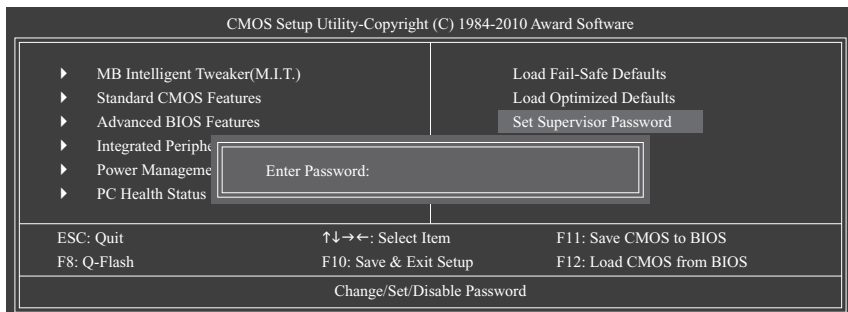 CMOS Setup Utility-Copyright (C) 1984-2010 Award Software
MB Intelligent Tweaker(M.I.T.)
Standard CMOS Features
Advanced BIOS Features
Integrated Periphe
Power Manageme
PC Health Status
Load Fail-Safe Defaults
Load Optimized Defaults
Set Supervisor Password
Enter Password:
ESC: Quit ↑↓→←: Select Item F11: Save CMOS to BIOS
F8: Q-Flash F10: Save & Exit Setup F12: Load CMOS from BIOS
Change/Set/Disable Password